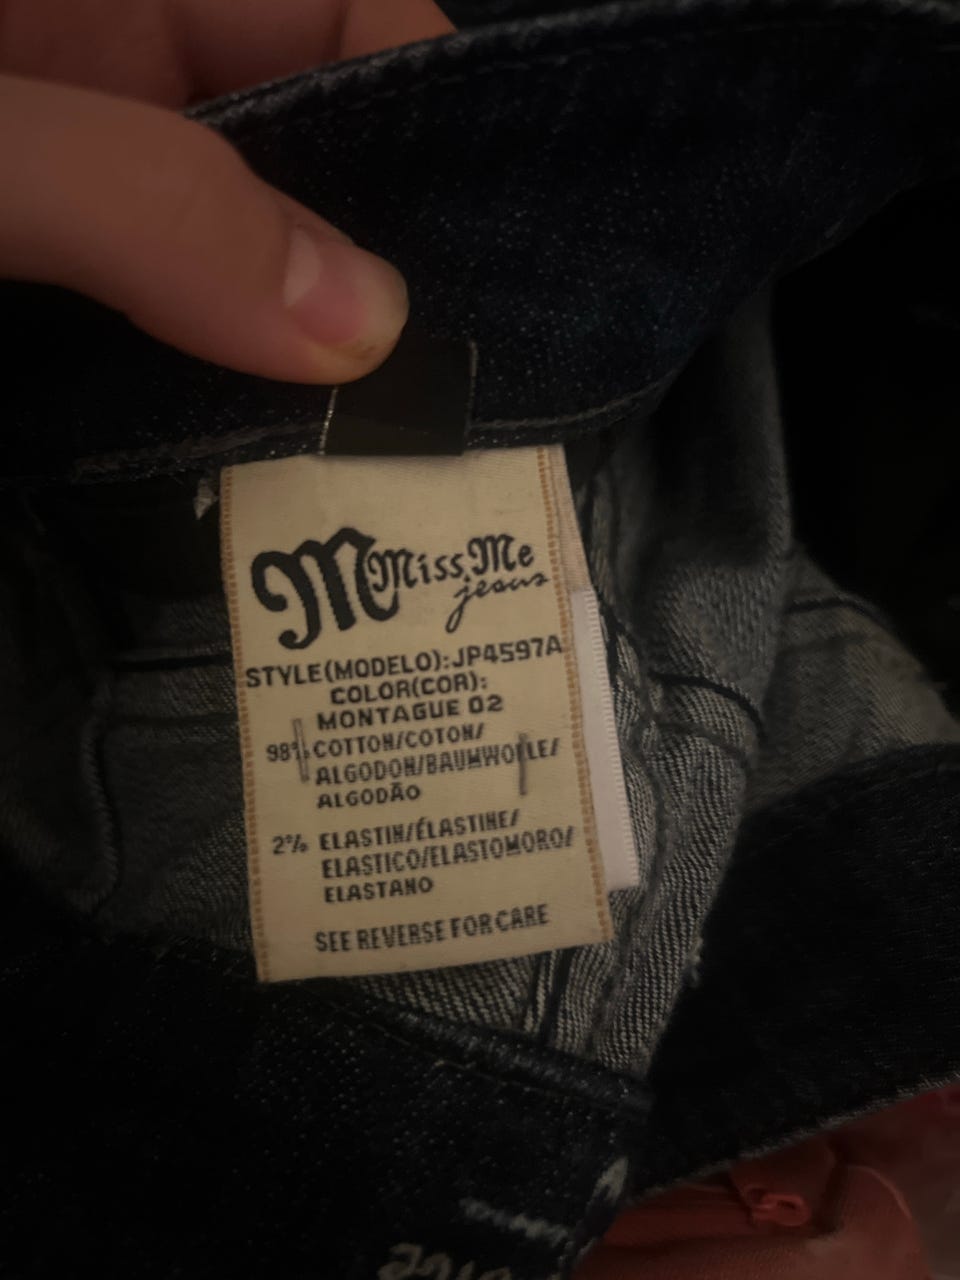 M Miss Me
jeans
STYLE(MODELO):JP4597A
COLOR(COR):
MONTAGUE 02
98% COTTON/COTON/
ALGODON/BAUMWOLLE/
ALGODÃO
2% ELASTIN/ÉLASTINE/
ELASTICO/ELASTOMORO/
ELASTANO
SEE REVERSE FOR CARE